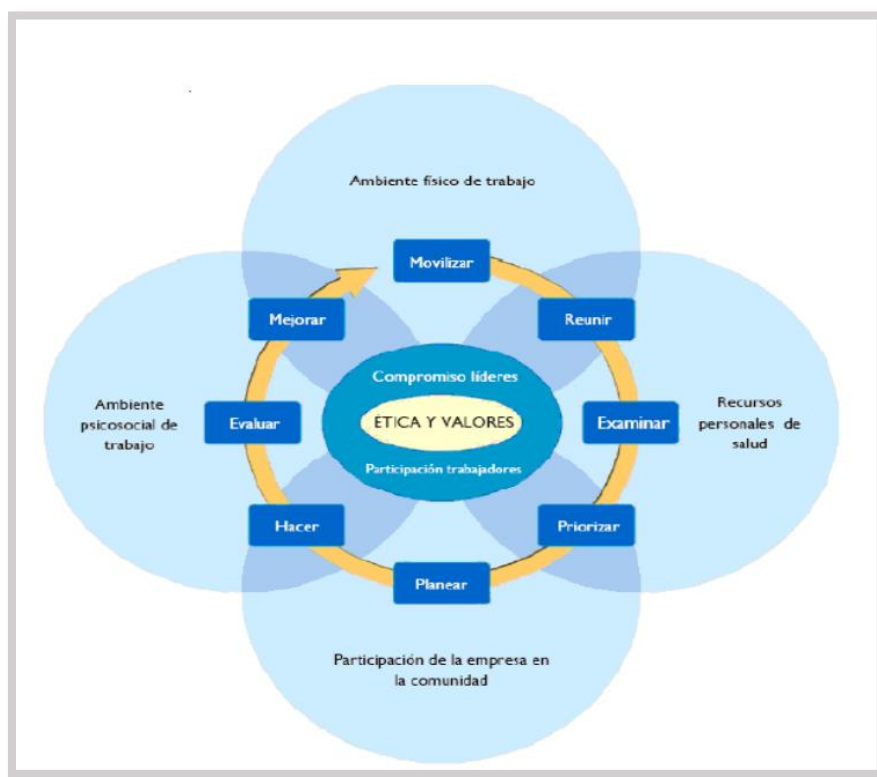 Ambiente físico de trabajo
Movilizar
Mejorar
Reunir
Compromiso líderes
Ambiente
psicosocial de
trabajo
Evaluar
ÉTICA Y VALORES
Examinar
Recursos
personales de
salud
Participación trabajadores
Hacer
Priorizar
Planear
Participación de la empresa en
la comunidad